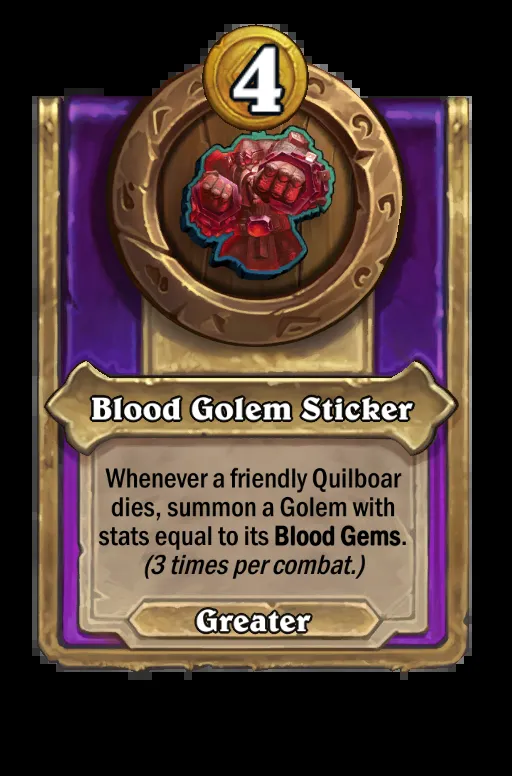 4
Blood Golem Sticker
Whenever a friendly Quilboar
dies, summon a Golem with
stats equal to its Blood Gems.
(3 times per combat.)
Greater